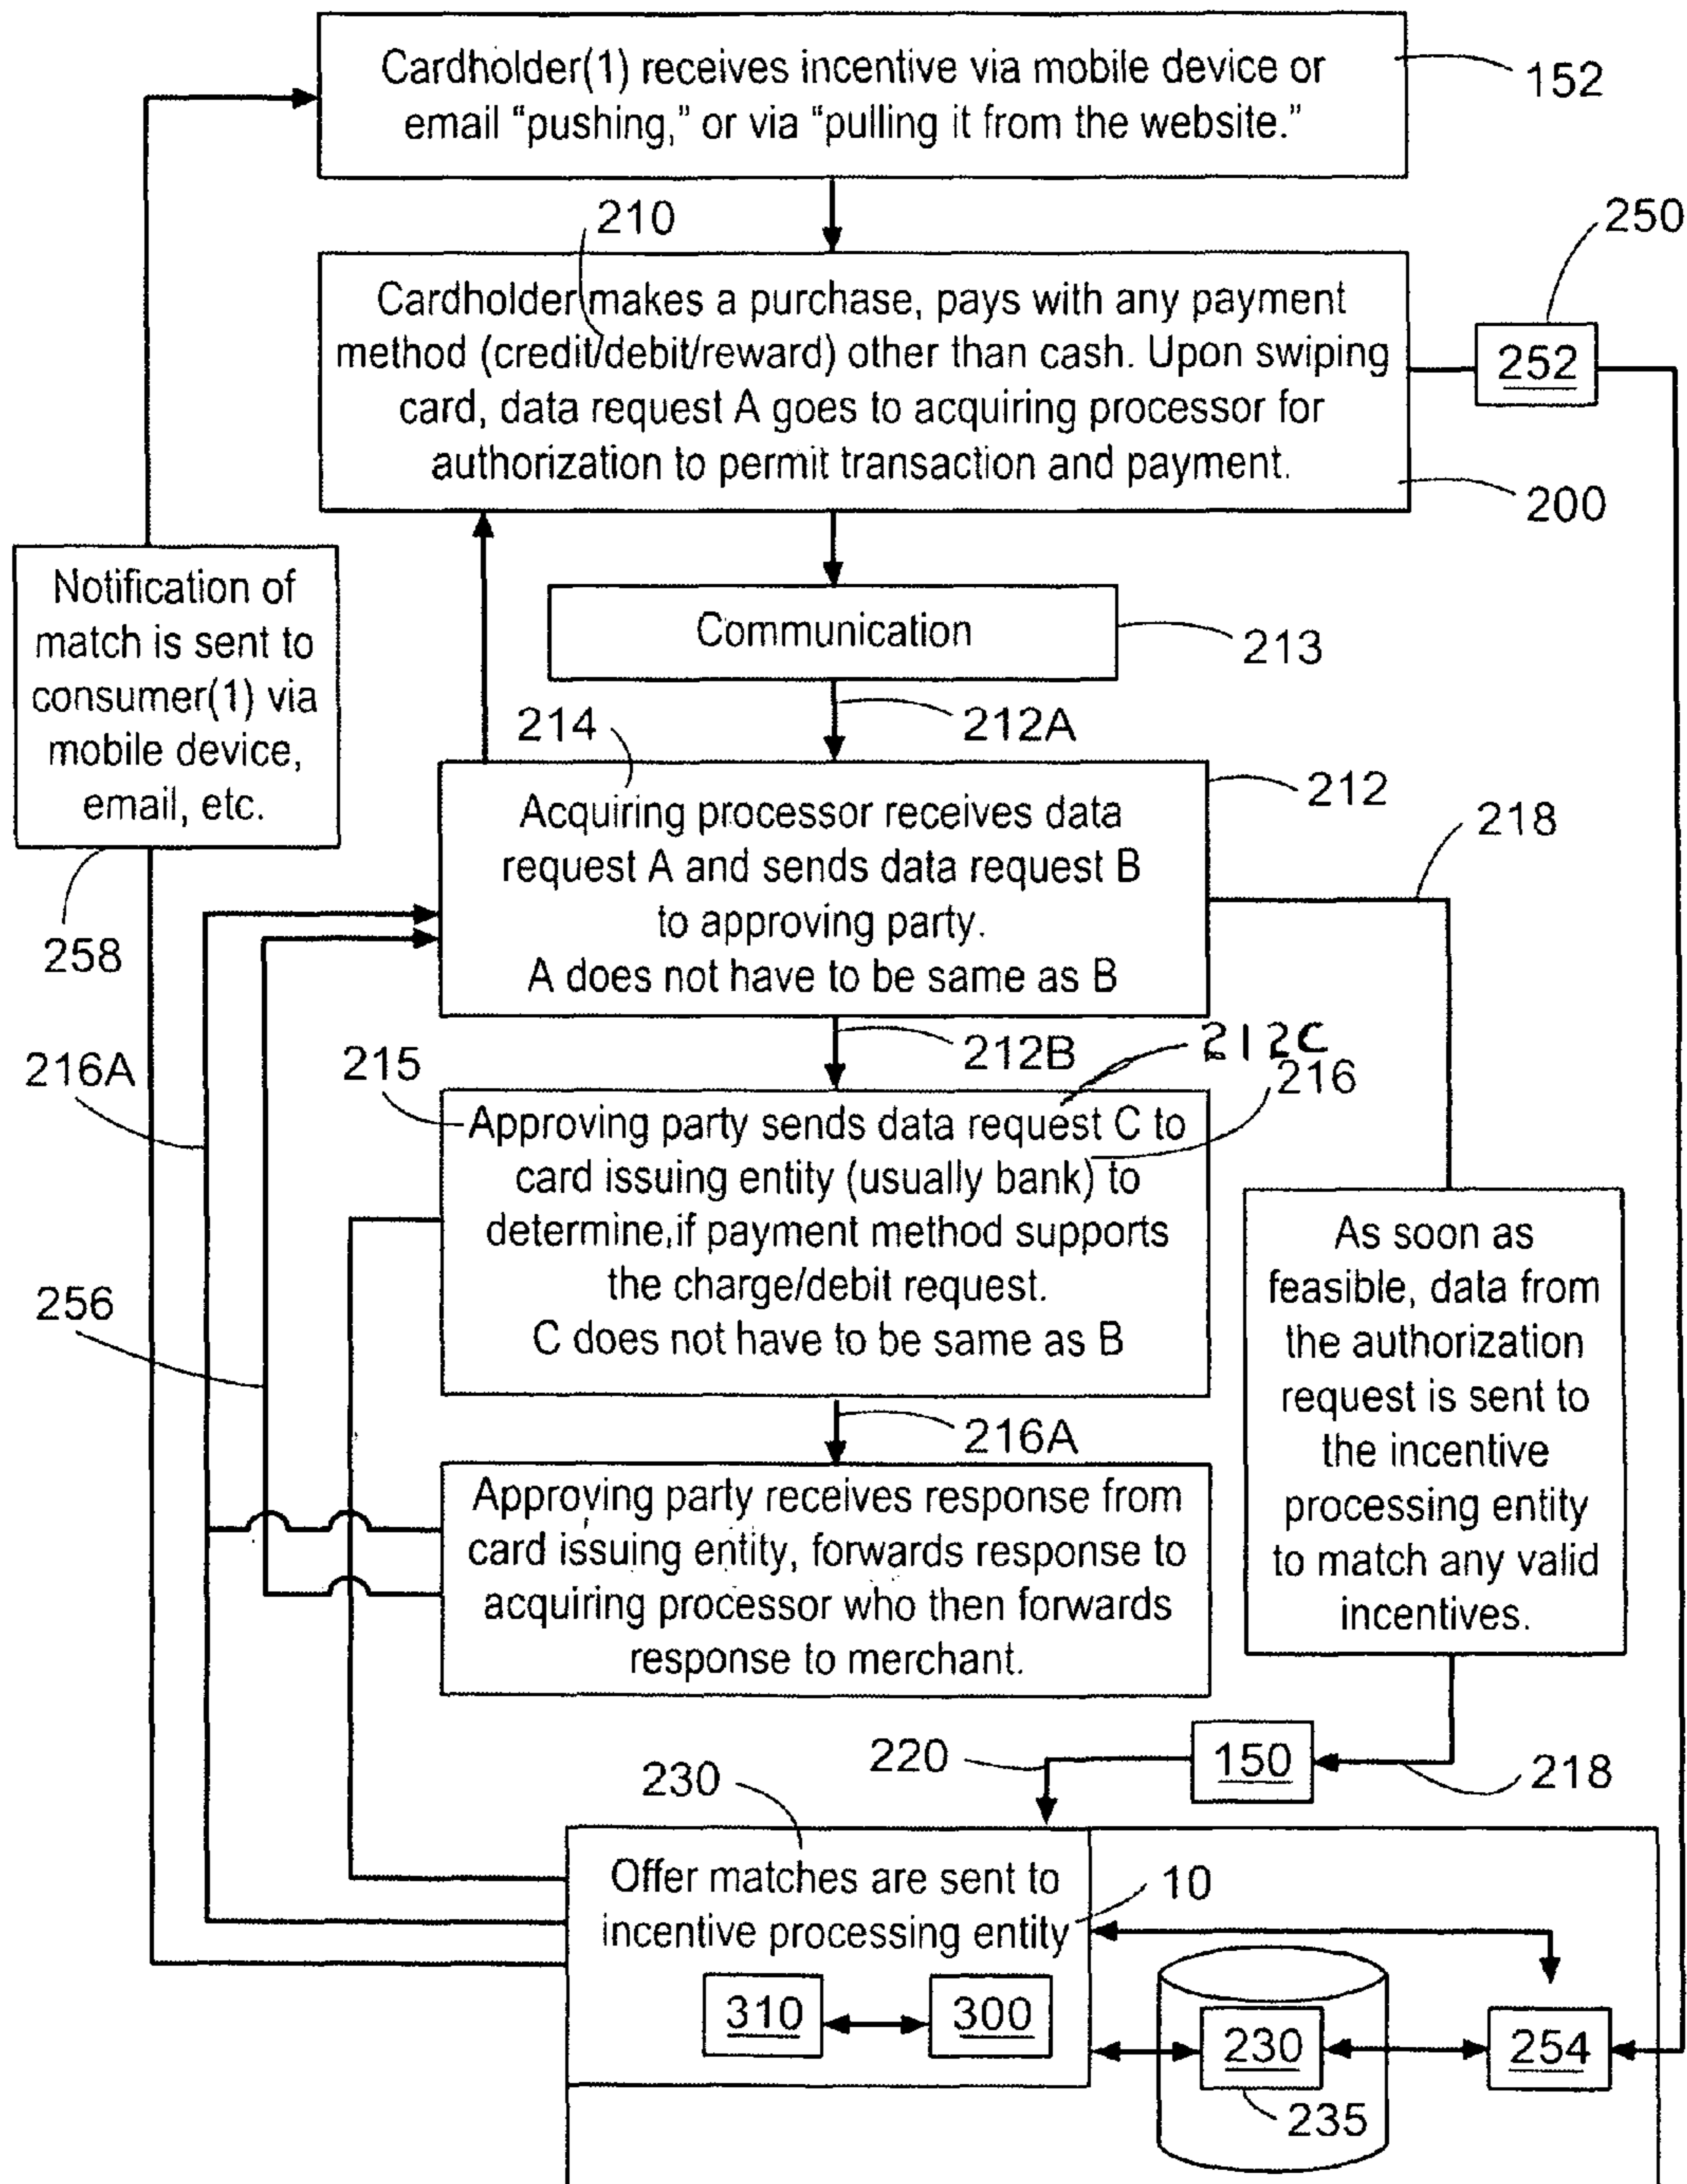 Cardholder(1) receives incentive via mobile device or
email “pushing,” or via “pulling it from the website.”
152
210
250
Cardholder makes a purchase, pays with any payment
method (credit/debit/reward) other than cash. Upon swiping
card, data request A goes to acquiring processor for
authorization to permit transaction and payment.
252
200
Notification of
match is sent to
consumer(1) via
mobile device,
email, etc.
258
Communication
213
212A
214
212
218
Acquiring processor receives data
request A and sends data request B
to approving party.
A does not have to be same as B
216A
215
212B
212C
216
Approving party sends data request C to
card issuing entity (usually bank) to
determine,if payment method supports
the charge/debit request.
C does not have to be same as B
256
As soon as
feasible, data from
the authorization
request is sent to
the incentive
processing entity
to match any valid
incentives.
216A
Approving party receives response from
card issuing entity, forwards response to
acquiring processor who then forwards
response to merchant.
220
150
218
230
Offer matches are sent to
incentive processing entity
10
310
300
230
254
235